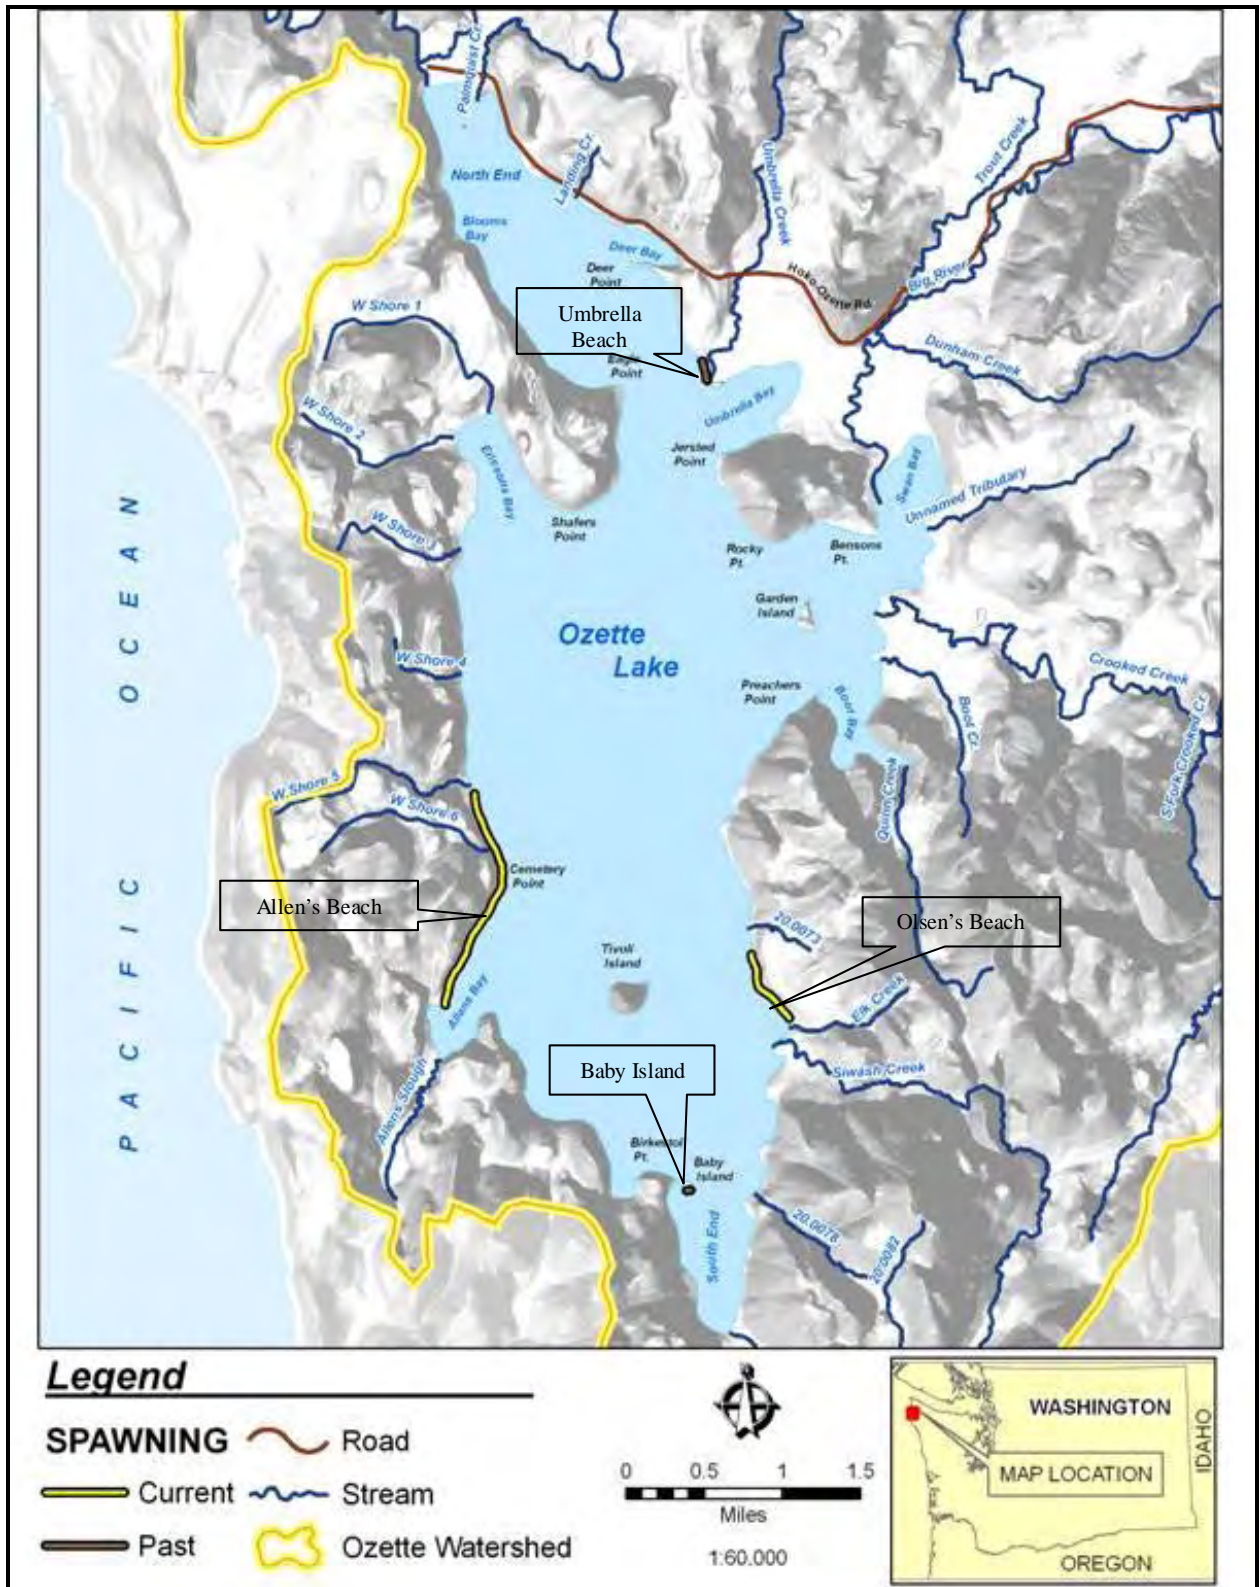 Palmquist Cr.
North End
Landing Cr.
Blooms
Bay
Deer Bay
Deer
Point
Umbrella Creek
Trout Creek
Hoko-Ozette Rd.
Big River
Dunham Creek
W Shore 1
Umbrella
Beach
Eagle
Point
W Shore 2
Umbrella Bay
Jersted
Point
Ericsons Bay
Swan Bay
Unnamed Tributary
W Shore 3
Shafers
Point
Rocky
Pt.
Bensons
Pt.
Garden
Island
Ozette
Lake
W Shore 4
Preachers
Point
Boot Bay
Boot Cr.
Crooked Creek
S Fork Crooked Cr.
Quinn Creek
W Shore 5
W Shore 6
Cemetery
Point
Allen's Beach
Olsen's Beach
20.0073
Tivoli
Island
Allens Bay
Elk Creek
Baby Island
Siwash Creek
Allens Slough
Birkestol
Pt.
Baby
Island
South End
20.0078
20.0082
PACIFIC OCEAN
Legend
SPAWNING
Road
Current
Stream
Past
Ozette Watershed
0 0.5 1 1.5
Miles
1:60.000
WASHINGTON
IDAHO
MAP LOCATION
OREGON